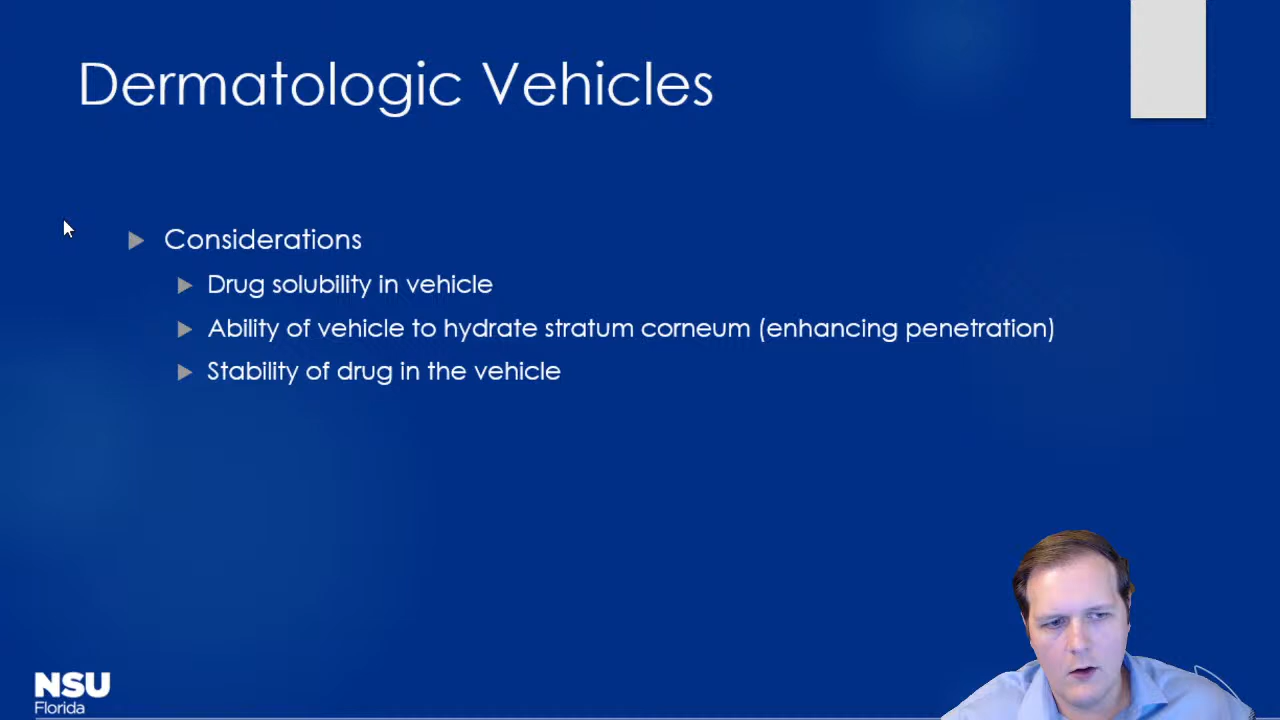 Dermatologic Vehicles
Considerations
Drug solubility in vehicle
Ability of vehicle to hydrate stratum corneum (enhancing penetration)
Stability of drug in the vehicle
NSU
Florida